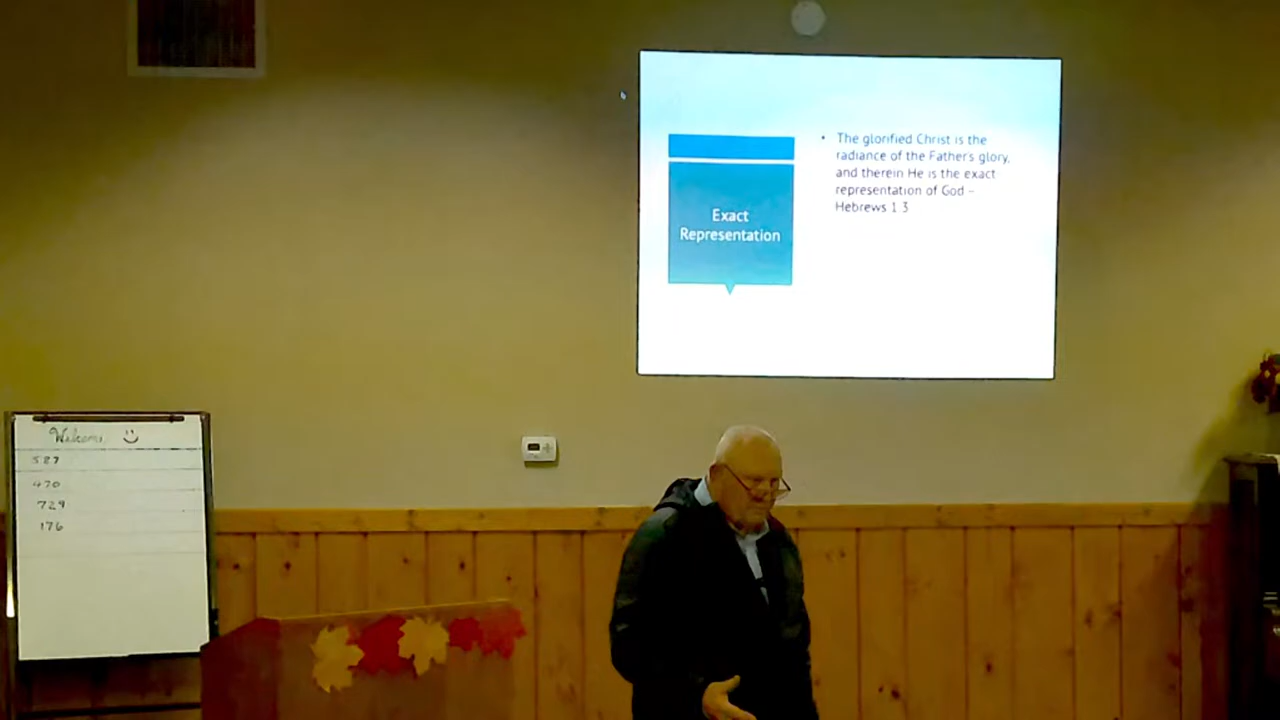 Exact
Representation
• The glorified Christ is the
radiance of the Father's glory,
and therein He is the exact
representation of God –
Hebrews 1 3
Welcome
587
470
729
176